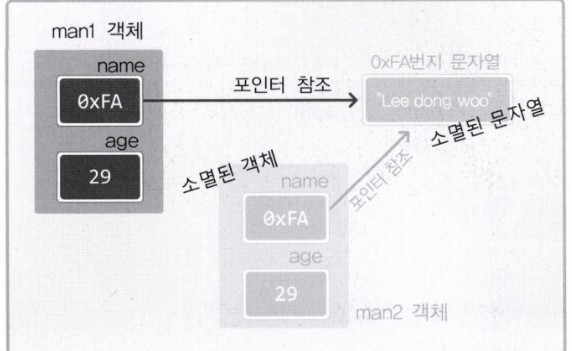 man1 객체
name
0xFA
age
29
포인터 참조
0xFA번지 문자열
"Lee dong woo"
소멸된 문자열
소멸된 객체
포인터 참조
name
0xFA
age
29
man2 객체